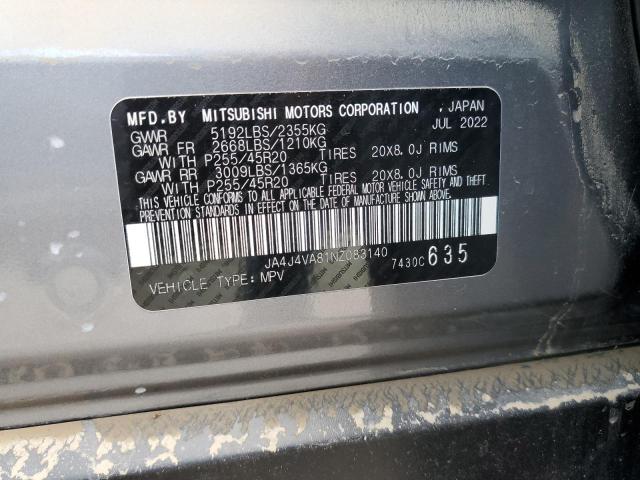 MFD.BY MITSUBISHI MOTORS CORPORATION , JAPAN
GVWR 5192LBS/2355KG JUL 2022
GAWR FR 2668LBS/1210KG
WITH P255/45R20 TIRES 20X8.0J RIMS
GAWR RR 3009LBS/1365KG
WITH P255/45R20 TIRES 20X8.0J RIMS
THIS VEHICLE CONFORMS TO ALL APPLICABLE FEDERAL MOTOR VEHICLE SAFETY AND THEFT
PREVENTION STANDARDS IN EFFECT ON THE DATE OF MANUFACTURE SHOWN ABOVE.
JA4J4VA81NZ083140 7430C 635
VEHICLE TYPE: MPV